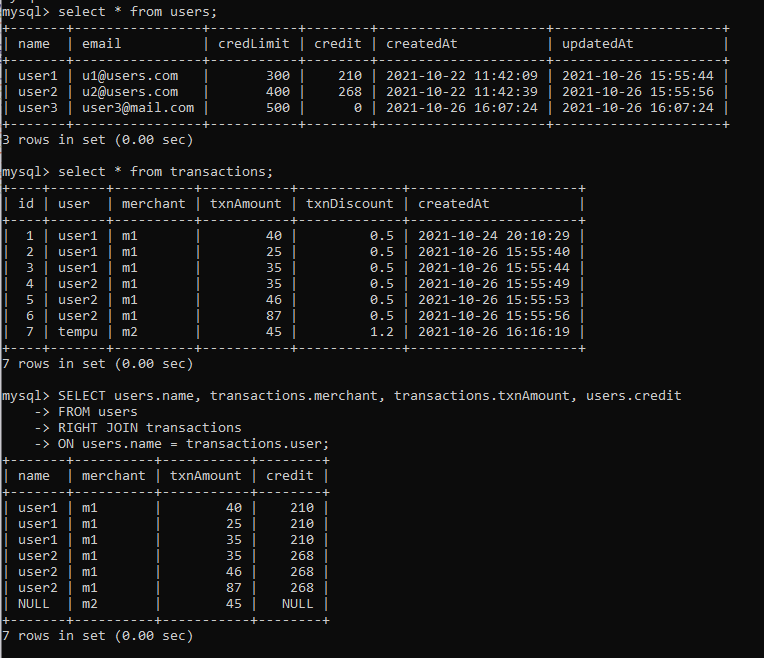 mysql> select * from users;
+-------+----------------+-----------+--------+---------------------+---------------------+
| name  | email          | credLimit | credit | createdAt           | updatedAt           |
+-------+----------------+-----------+--------+---------------------+---------------------+
| user1 | u1@users.com   |       300 |    210 | 2021-10-22 11:42:09 | 2021-10-26 15:55:44 |
| user2 | u2@users.com   |       400 |    268 | 2021-10-22 11:42:39 | 2021-10-26 15:55:56 |
| user3 | user3@mail.com |       500 |      0 | 2021-10-26 16:07:24 | 2021-10-26 16:07:24 |
+-------+----------------+-----------+--------+---------------------+---------------------+
3 rows in set (0.00 sec)
mysql> select * from transactions;
+----+-------+----------+-----------+-------------+---------------------+
| id | user  | merchant | txnAmount | txnDiscount | createdAt           |
+----+-------+----------+-----------+-------------+---------------------+
|  1 | user1 | m1       |        40 |         0.5 | 2021-10-24 20:10:29 |
|  2 | user1 | m1       |        25 |         0.5 | 2021-10-26 15:55:40 |
|  3 | user1 | m1       |        35 |         0.5 | 2021-10-26 15:55:44 |
|  4 | user2 | m1       |        35 |         0.5 | 2021-10-26 15:55:49 |
|  5 | user2 | m1       |        46 |         0.5 | 2021-10-26 15:55:53 |
|  6 | user2 | m1       |        87 |         0.5 | 2021-10-26 15:55:56 |
|  7 | tempu | m2       |        45 |         1.2 | 2021-10-26 16:16:19 |
+----+-------+----------+-----------+-------------+---------------------+
7 rows in set (0.00 sec)
mysql> SELECT users.name, transactions.merchant, transactions.txnAmount, users.credit
    -> FROM users
    -> RIGHT JOIN transactions
    -> ON users.name = transactions.user;
+-------+----------+-----------+--------+
| name  | merchant | txnAmount | credit |
+-------+----------+-----------+--------+
| user1 | m1       |        40 |    210 |
| user1 | m1       |        25 |    210 |
| user1 | m1       |        35 |    210 |
| user2 | m1       |        35 |    268 |
| user2 | m1       |        46 |    268 |
| user2 | m1       |        87 |    268 |
| NULL  | m2       |        45 |   NULL |
+-------+----------+-----------+--------+
7 rows in set (0.00 sec)